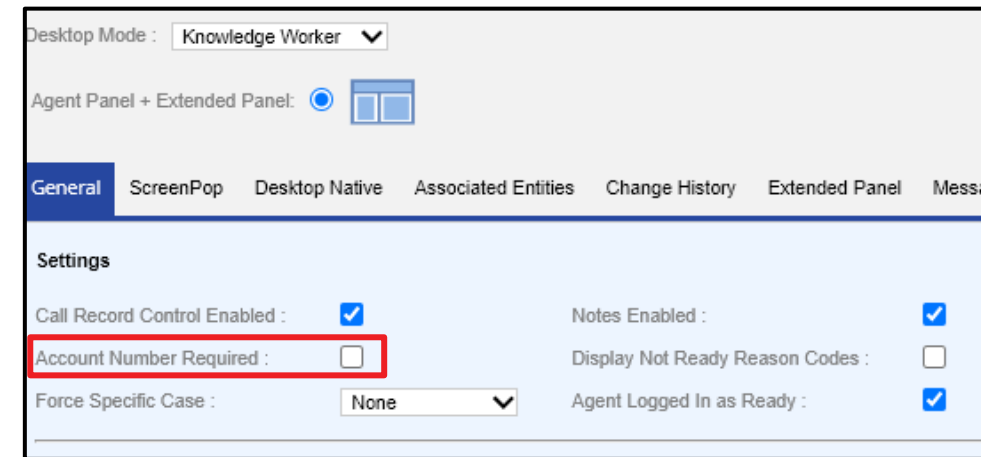 Desktop Mode : Knowledge Worker
Agent Panel + Extended Panel:
General ScreenPop Desktop Native Associated Entities Change History Extended Panel
Settings
Call Record Control Enabled : Notes Enabled :
Account Number Required : Display Not Ready Reason Codes :
Force Specific Case : None Agent Logged In as Ready :